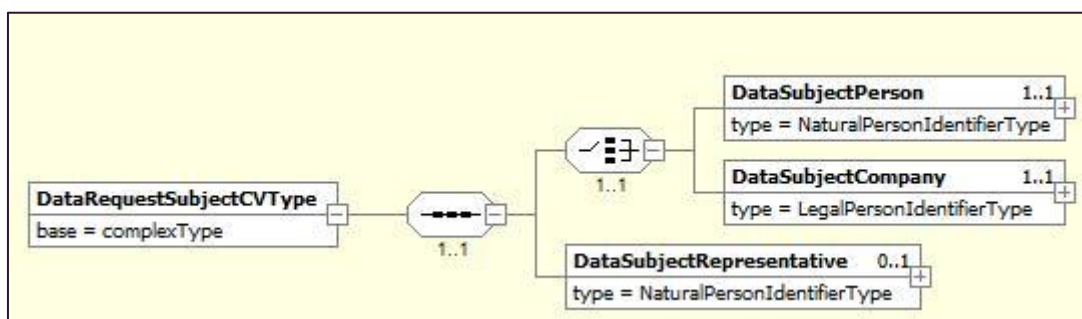 DataSubjectPerson 1..1
type = NaturalPersonIdentifierType
1..1
DataSubjectCompany 1..1
type = LegalPersonIdentifierType
DataRequestSubjectCVType
base = complexType
1..1
DataSubjectRepresentative 0..1
type = NaturalPersonIdentifierType